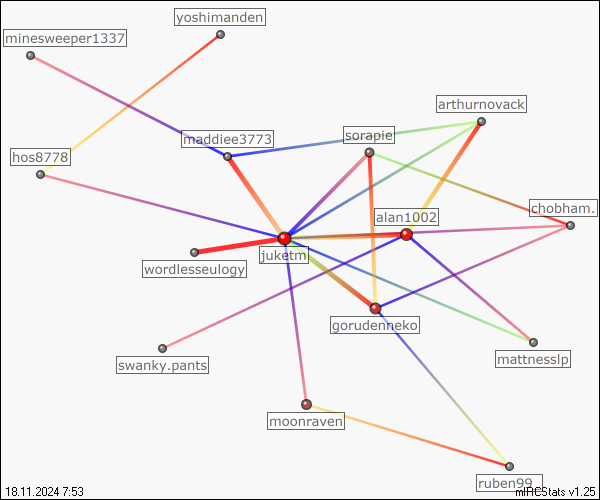 yoshimanden
minesweeper1337
arthurnovack
sorapie
maddiee3773
hos8778
chobham.
alan1002
juketm
wordlesseulogy
gorudenneko
mattnesslp
swanky.pants
moonraven
ruben99_
18.11.2024 7:53
mIRCStats v1.25